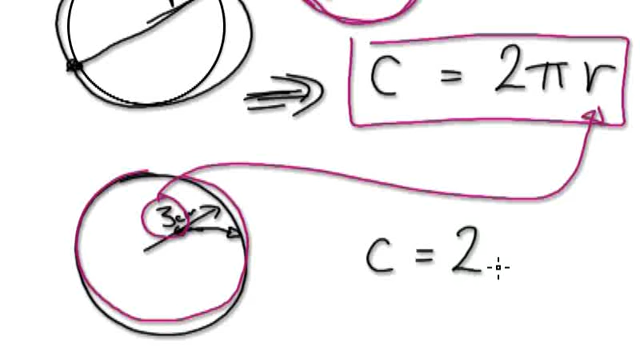 C = 2πr
3cm
C = 2